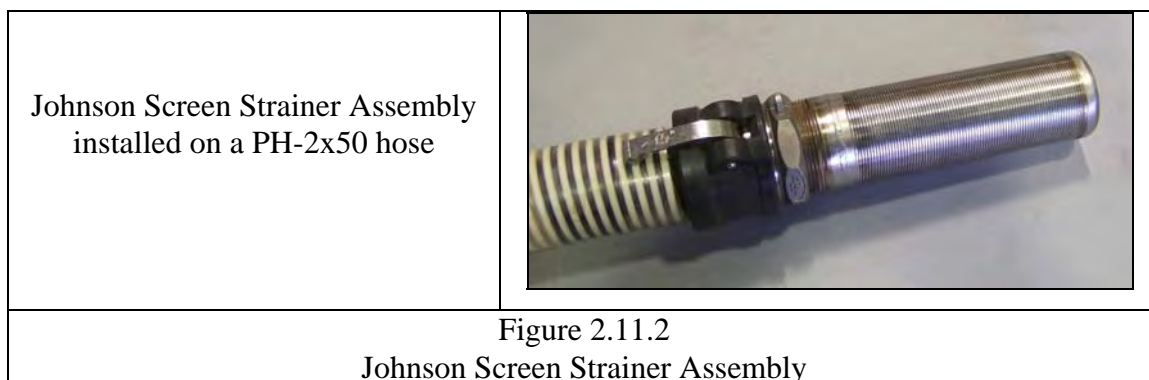 Johnson Screen Strainer Assembly
installed on a PH-2x50 hose
Figure 2.11.2
Johnson Screen Strainer Assembly